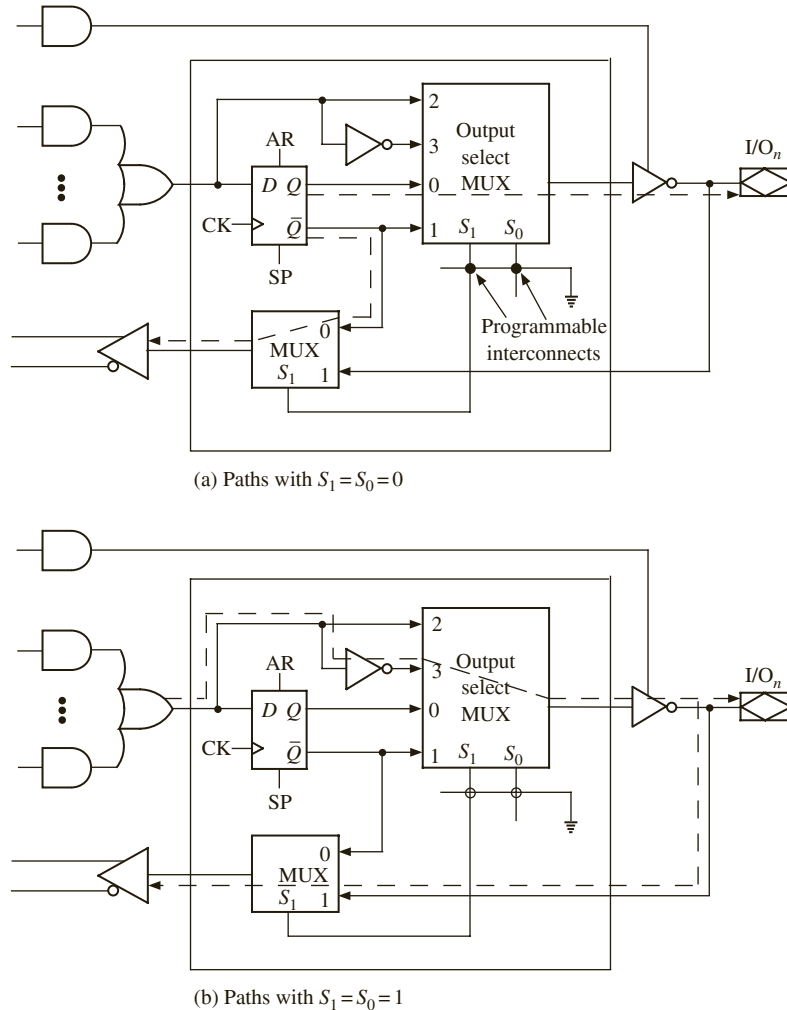 I/Oₙ
2
Output
select
MUX
3
AR
D Q
0
CK
Q̅
1
S₁ S₀
SP
Programmable
interconnects
0
MUX
S₁ 1
(a) Paths with S₁ = S₀ = 0
I/Oₙ
2
Output
select
MUX
3
AR
D Q
0
CK
Q̅
1
S₁ S₀
SP
0
MUX
S₁ 1
(b) Paths with S₁ = S₀ = 1